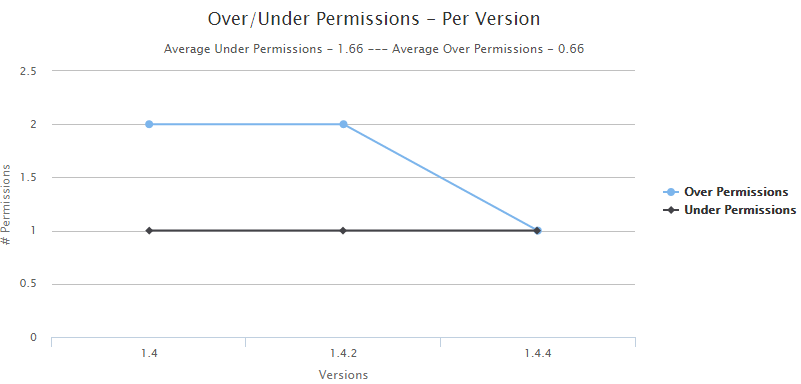 Over/Under Permissions - Per Version
Average Under Permissions - 1.66 --- Average Over Permissions - 0.66
2.5
2
1.5
1
0.5
0
# Permissions
1.4
1.4.2
1.4.4
Versions
Over Permissions
Under Permissions